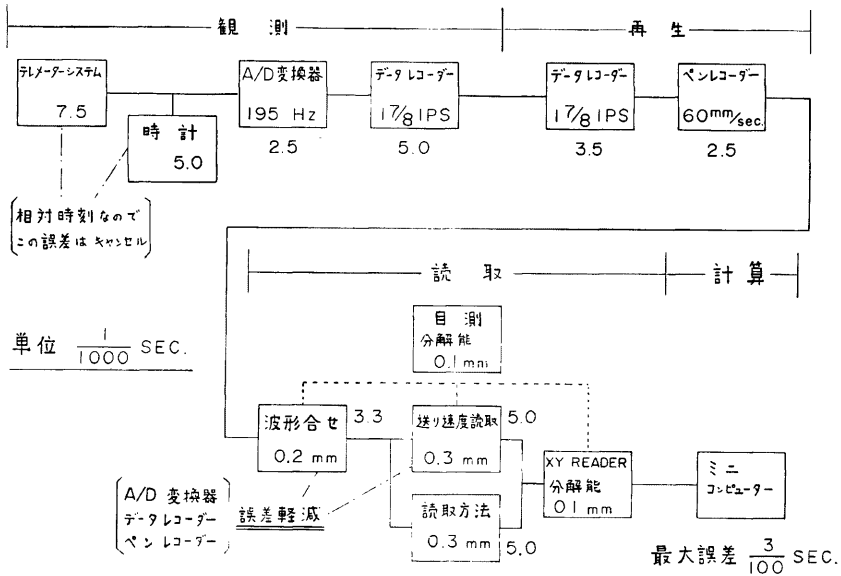 観測
再生
テレメーターシステム
7.5
時計
5.0
A/D変換器
195 Hz
2.5
データレコーダー
1 7/8 IPS
5.0
データレコーダー
1 7/8 IPS
3.5
ペンレコーダー
60mm/sec.
2.5
相対時刻なので
この誤差はキャンセル
読取
計算
単位 1/1000 SEC.
目測
分解能
0.1 mm
波形合せ
0.2 mm
3.3
送り速度読取
0.3 mm
5.0
読取方法
0.3 mm
5.0
XY READER
分解能
0.1 mm
ミニ
コンピューター
A/D 変換器
データレコーダー
ペンレコーダー
誤差軽減
最大誤差 3/100 SEC.